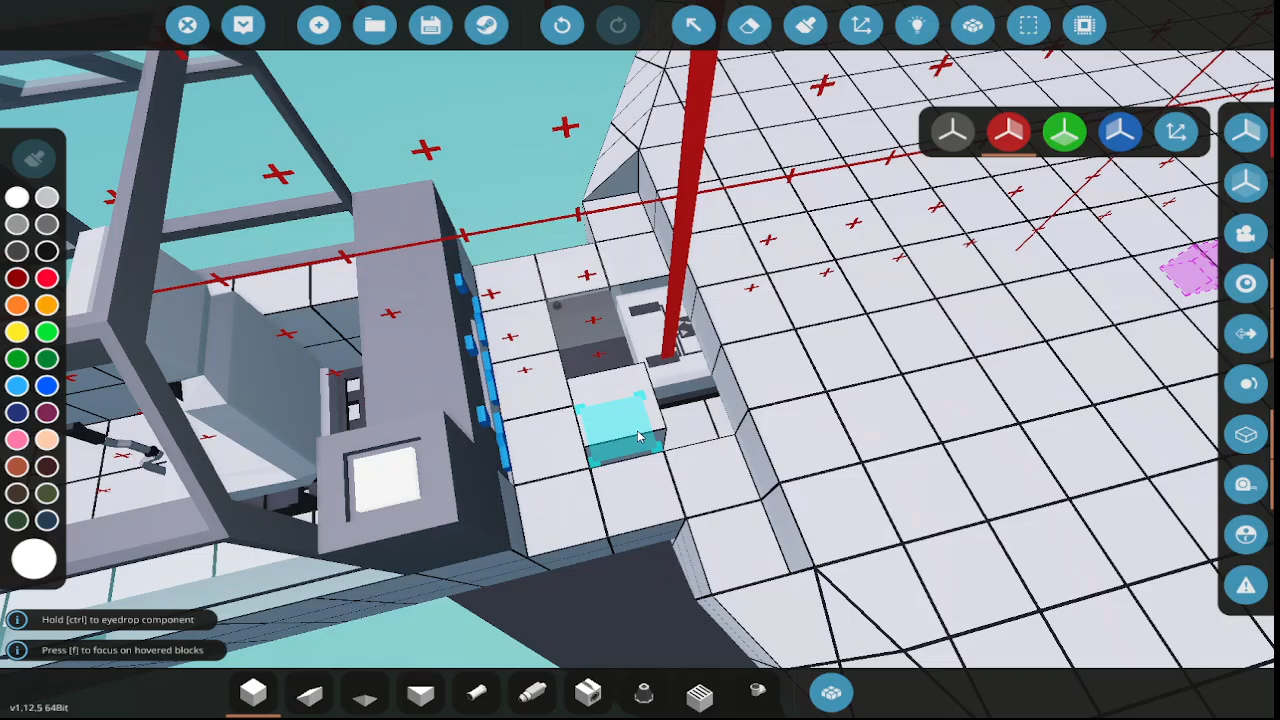 Hold [ctrl] to eyedrop component
Press [f] to focus on hovered blocks
v1.12.5 64Bit